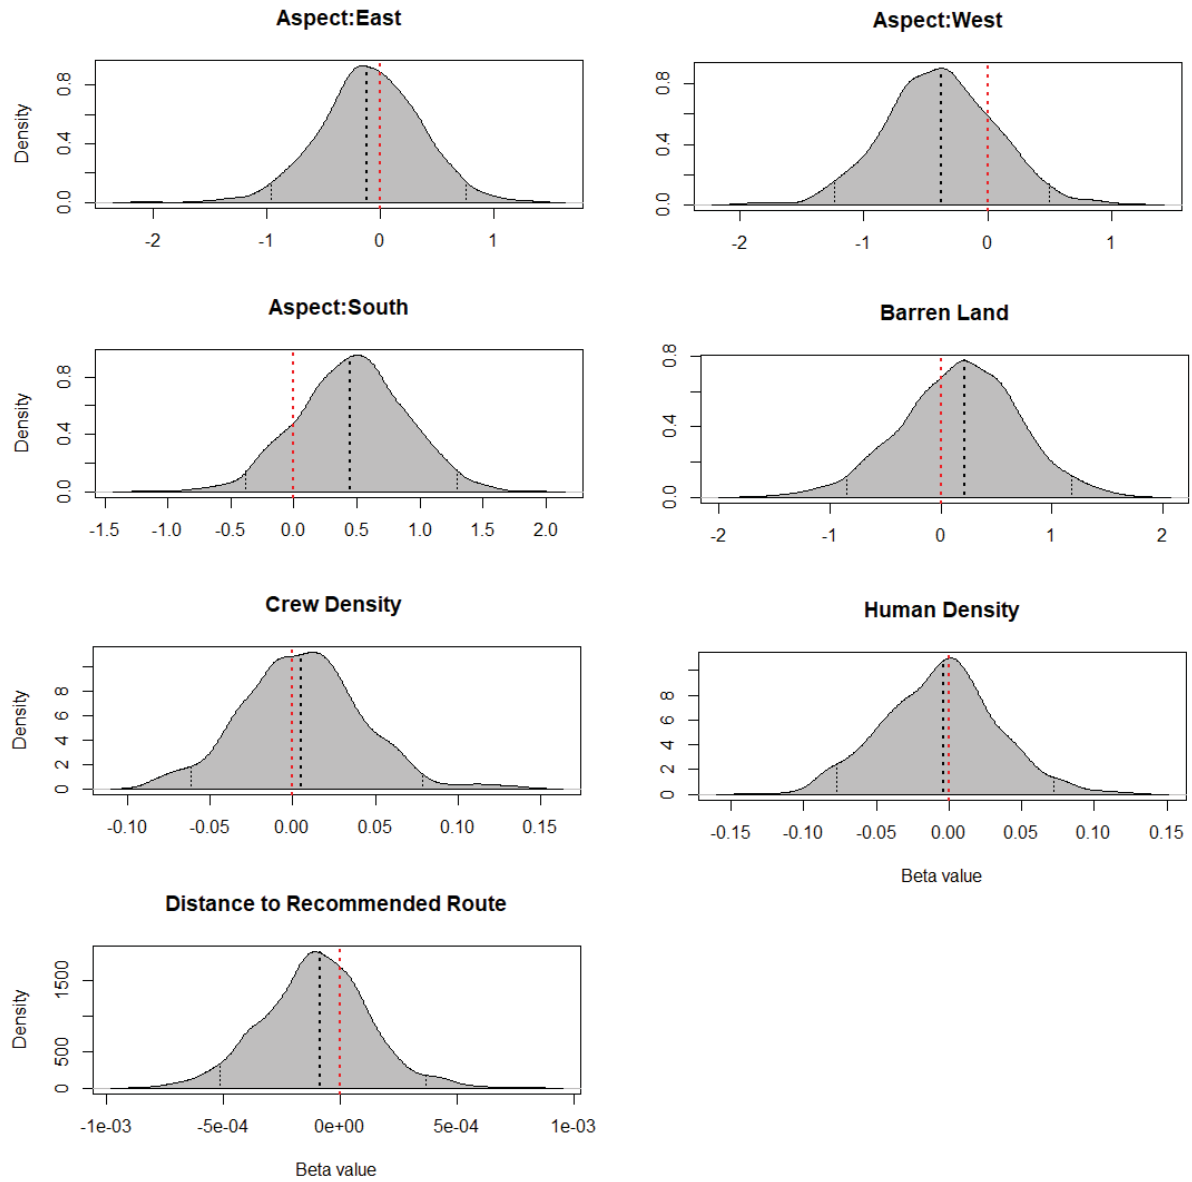 Aspect:East
Density
0.0 0.4 0.8
-2 -1 0 1
Aspect:West
0.0 0.4 0.8
-2 -1 0 1
Aspect:South
Density
0.0 0.4 0.8
-1.5 -1.0 -0.5 0.0 0.5 1.0 1.5 2.0
Barren Land
0.0 0.4 0.8
-2 -1 0 1 2
Crew Density
Density
0 2 4 6 8
-0.10 -0.05 0.00 0.05 0.10 0.15
Human Density
0 2 4 6 8
-0.15 -0.10 -0.05 0.00 0.05 0.10 0.15
Beta value
Distance to Recommended Route
Density
0 500 1500
-1e-03 -5e-04 0e+00 5e-04 1e-03
Beta value